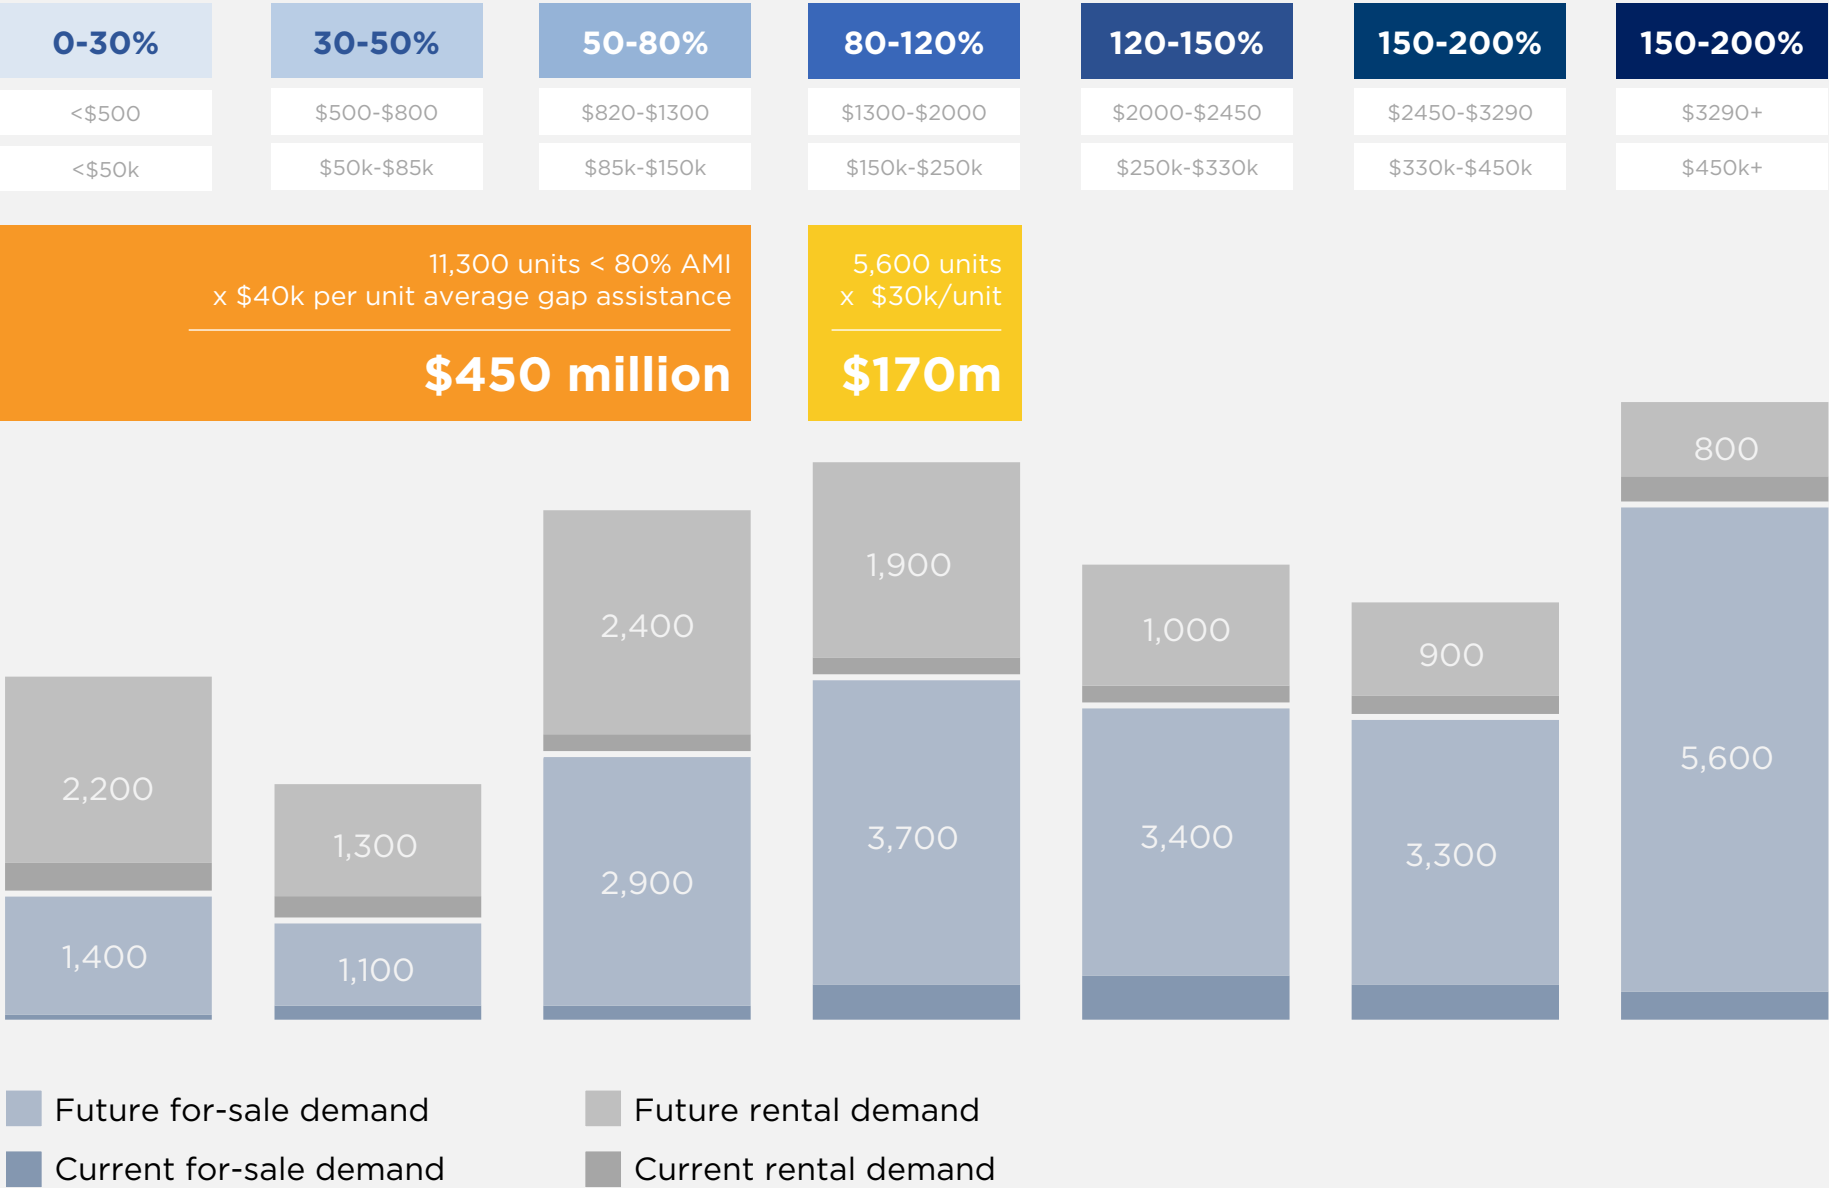 0-30% 30-50% 50-80% 80-120% 120-150% 150-200% 150-200%
<$500 $500-$800 $820-$1300 $1300-$2000 $2000-$2450 $2450-$3290 $3290+
<$50k $50k-$85k $85k-$150k $150k-$250k $250k-$330k $330k-$450k $450k+
11,300 units < 80% AMI
x $40k per unit average gap assistance
$450 million
5,600 units
x $30k/unit
$170m
2,200
1,400
1,300
1,100
2,400
2,900
1,900
3,700
1,000
3,400
900
3,300
800
5,600
Future for-sale demand
Current for-sale demand
Future rental demand
Current rental demand